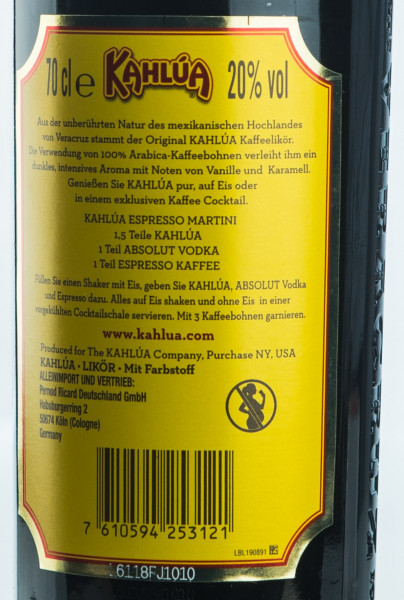 70 cl e KAHLÚA® 20% vol
Aus der unberührten Natur des mexikanischen Hochlandes
von Veracruz stammt der Original KAHLÚA Kaffeelikör.
Die Verwendung von 100% Arabica-Kaffeebohnen verleiht ihm ein
dunkles, intensives Aroma mit Noten von Vanille und Karamell.
Genießen Sie KAHLÚA pur, auf Eis oder
in einem exklusiven Kaffee Cocktail.
KAHLÚA ESPRESSO MARTINI
1,5 Teile KAHLÚA
1 Teil ABSOLUT VODKA
1 Teil ESPRESSO KAFFEE
Füllen Sie einen Shaker mit Eis, geben Sie KAHLÚA, ABSOLUT Vodka
und Espresso dazu. Alles auf Eis shaken und ohne Eis in einer
vorgekühlten Cocktailschale servieren. Mit 3 Kaffeebohnen garnieren.
www.kahlua.com
Produced for The KAHLÚA Company, Purchase NY, USA
KAHLÚA · LIKÖR · Mit Farbstoff
ALLEINIMPORT UND VERTRIEB:
Pernod Ricard Deutschland GmbH
Habsburgerring 2
50674 Köln (Cologne)
Germany
7 610594 253121
LBL190891
6118FJ1010